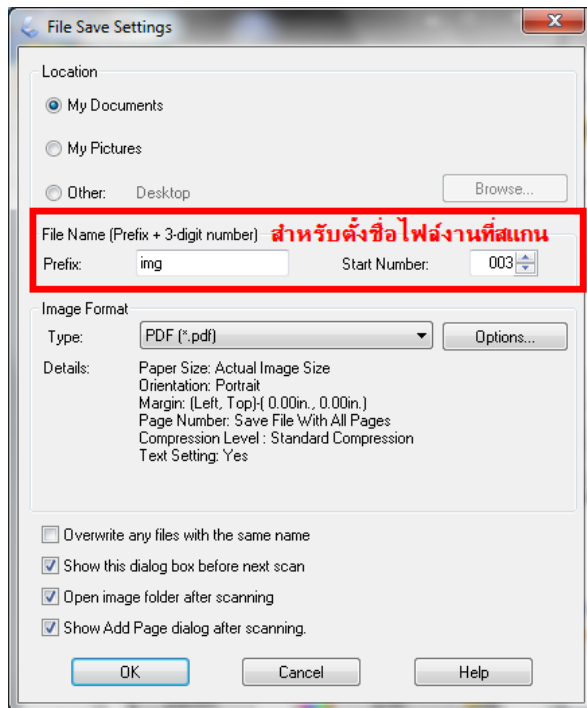 File Save Settings
Location
My Documents
My Pictures
Other: Desktop Browse...
File Name (Prefix + 3-digit number) สำหรับตั้งชื่อไฟล์งานที่สแกน
Prefix: img Start Number: 003
Image Format
Type: PDF (*.pdf) Options...
Details: Paper Size: Actual Image Size
Orientation: Portrait
Margin: (Left, Top)-( 0.00in., 0.00in.)
Page Number: Save File With All Pages
Compression Level : Standard Compression
Text Setting: Yes
Overwrite any files with the same name
Show this dialog box before next scan
Open image folder after scanning
Show Add Page dialog after scanning.
OK Cancel Help